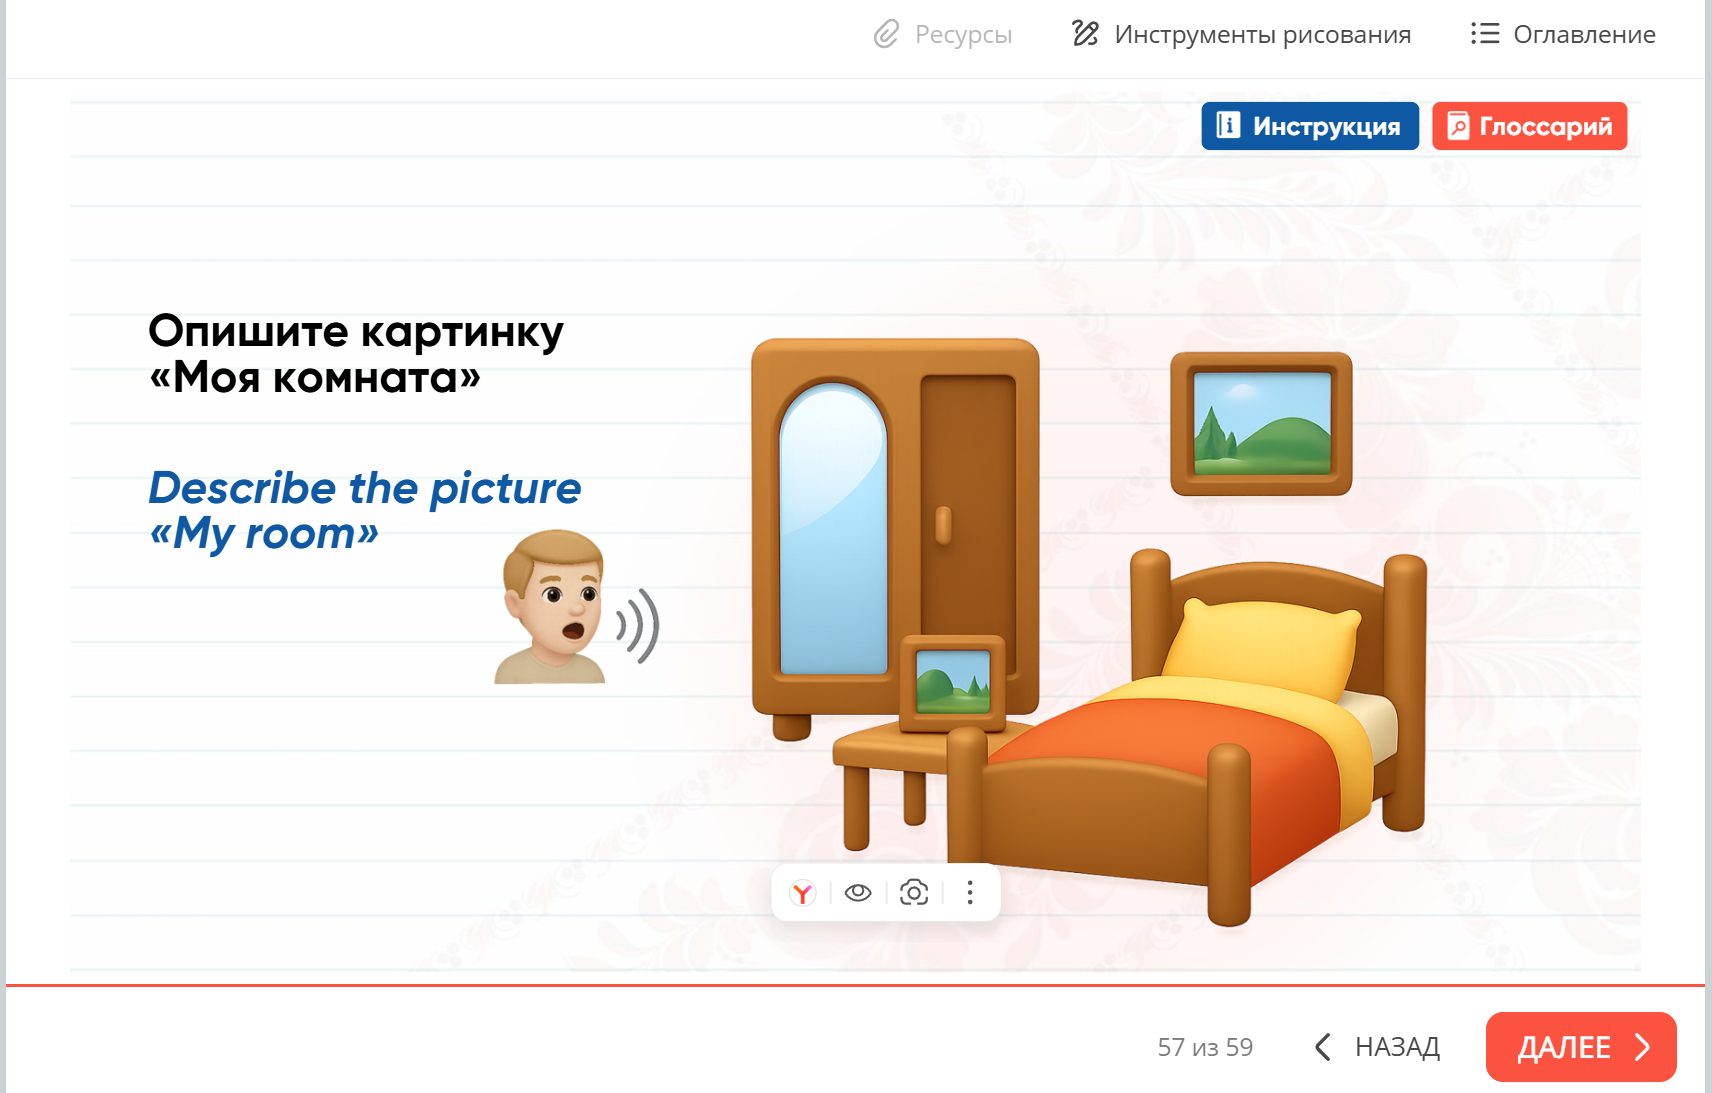 Ресурсы
Инструменты рисования
Оглавление
Инструкция
Глоссарий
Опишите картинку
«Моя комната»
Describe the picture
«My room»
57 из 59
НАЗАД
ДАЛЕЕ